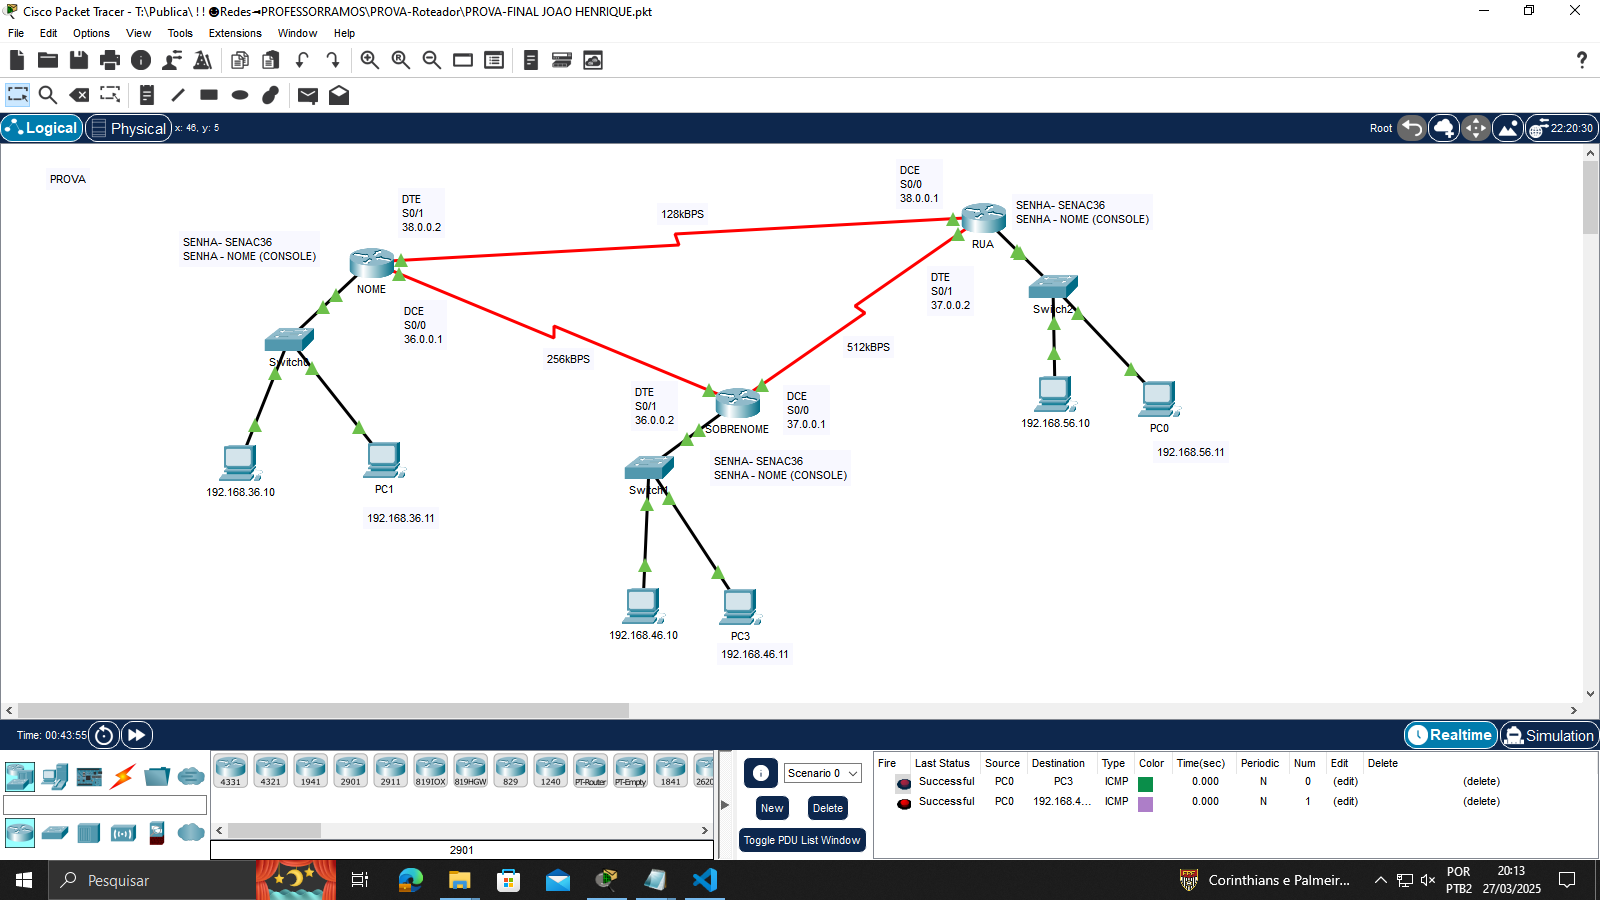 Cisco Packet Tracer - T:\Publica\ ! ! ☻Redes◄PROFESSORRAMOS\PROVA-Roteador\PROVA-FINAL JOAO HENRIQUE.pkt
File Edit Options View Tools Extensions Window Help
Logical Physical x: 46, y: 5 Root 22:20:30
PROVA
DTE
S0/1
38.0.0.2
128kBPS
DCE
S0/0
38.0.0.1
SENHA- SENAC36
SENHA - NOME (CONSOLE)
RUA
SENHA- SENAC36
SENHA - NOME (CONSOLE)
NOME
DCE
S0/0
36.0.0.1
DTE
S0/1
37.0.0.2
Switch2
Switch0
256kBPS
512kBPS
DTE
S0/1
36.0.0.2
DCE
S0/0
37.0.0.1
SOBRENOME
SENHA- SENAC36
SENHA - NOME (CONSOLE)
Switch1
192.168.56.10
PC0
192.168.56.11
192.168.36.10
PC1
192.168.36.11
192.168.46.10
PC3
192.168.46.11
Time: 00:43:55 Realtime Simulation
4331 4321 1941 2901 2911 819IOX 819HGW 829 1240 PT-Router PT-Empty 1841 2620
2901
Scenario 0
New Delete
Toggle PDU List Window
Fire Last Status Source Destination Type Color Time(sec) Periodic Num Edit Delete
Successful PC0 PC3 ICMP 0.000 N 0 (edit) (delete)
Successful PC0 192.168.4... ICMP 0.000 N 1 (edit) (delete)
Pesquisar
Corinthians e Palmeir...
POR
PTB2
20:13
27/03/2025